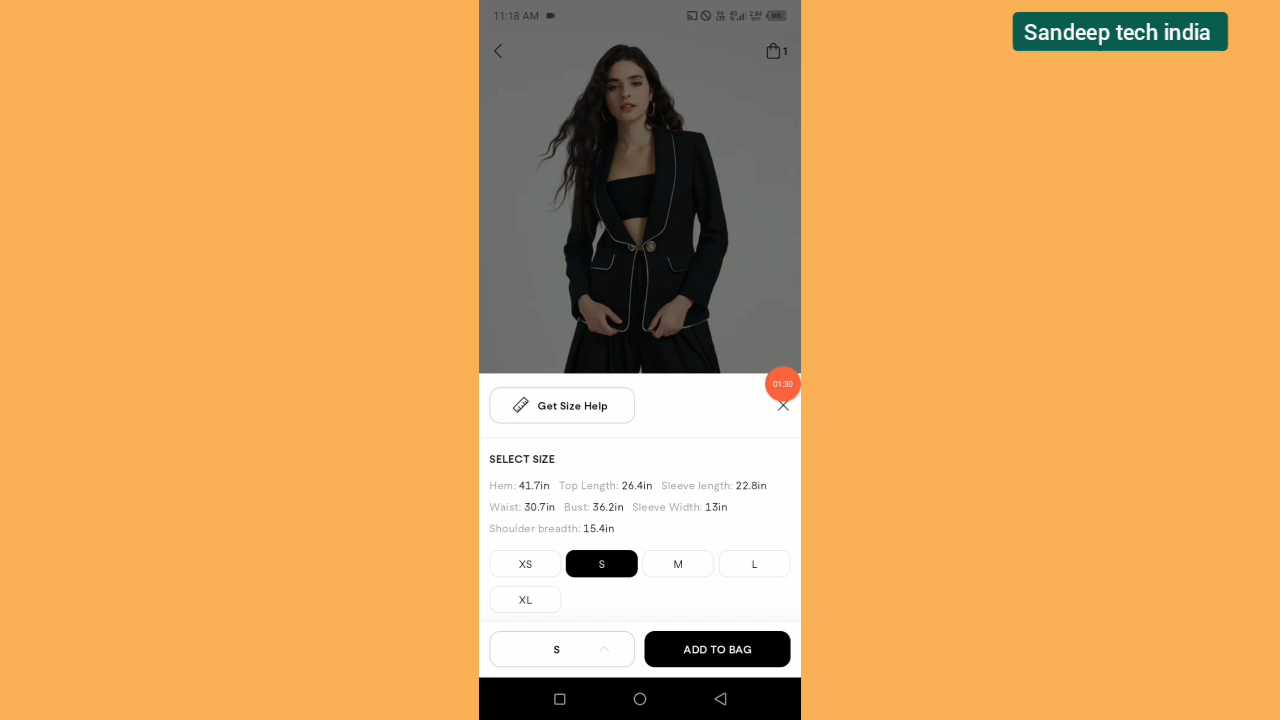 11:18 AM
Sandeep tech india
1
01:30
Get Size Help
SELECT SIZE
Hem: 41.7in Top Length: 26.4in Sleeve length: 22.8in
Waist: 30.7in Bust: 36.2in Sleeve Width: 13in
Shoulder breadth: 15.4in
XS S M L
XL
S ADD TO BAG